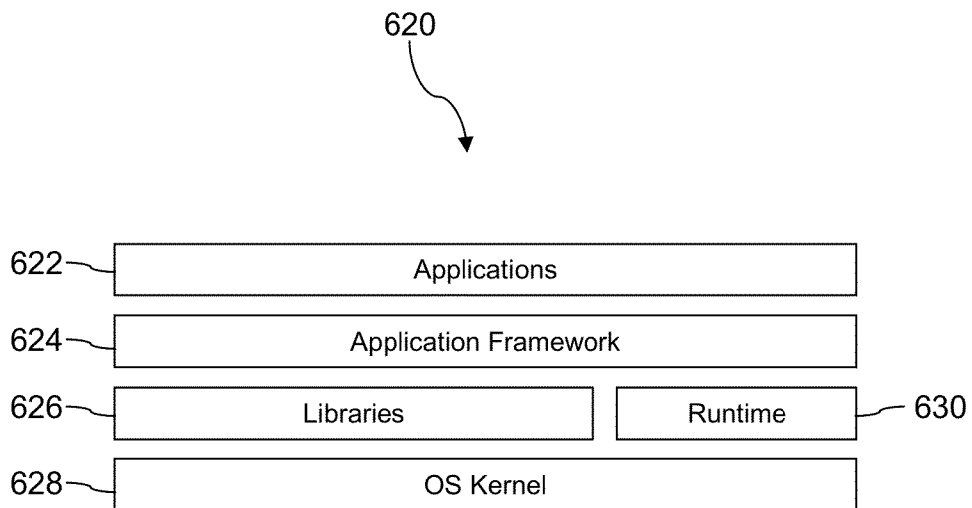 620
622 Applications
624 Application Framework
626 Libraries Runtime 630
628 OS Kernel